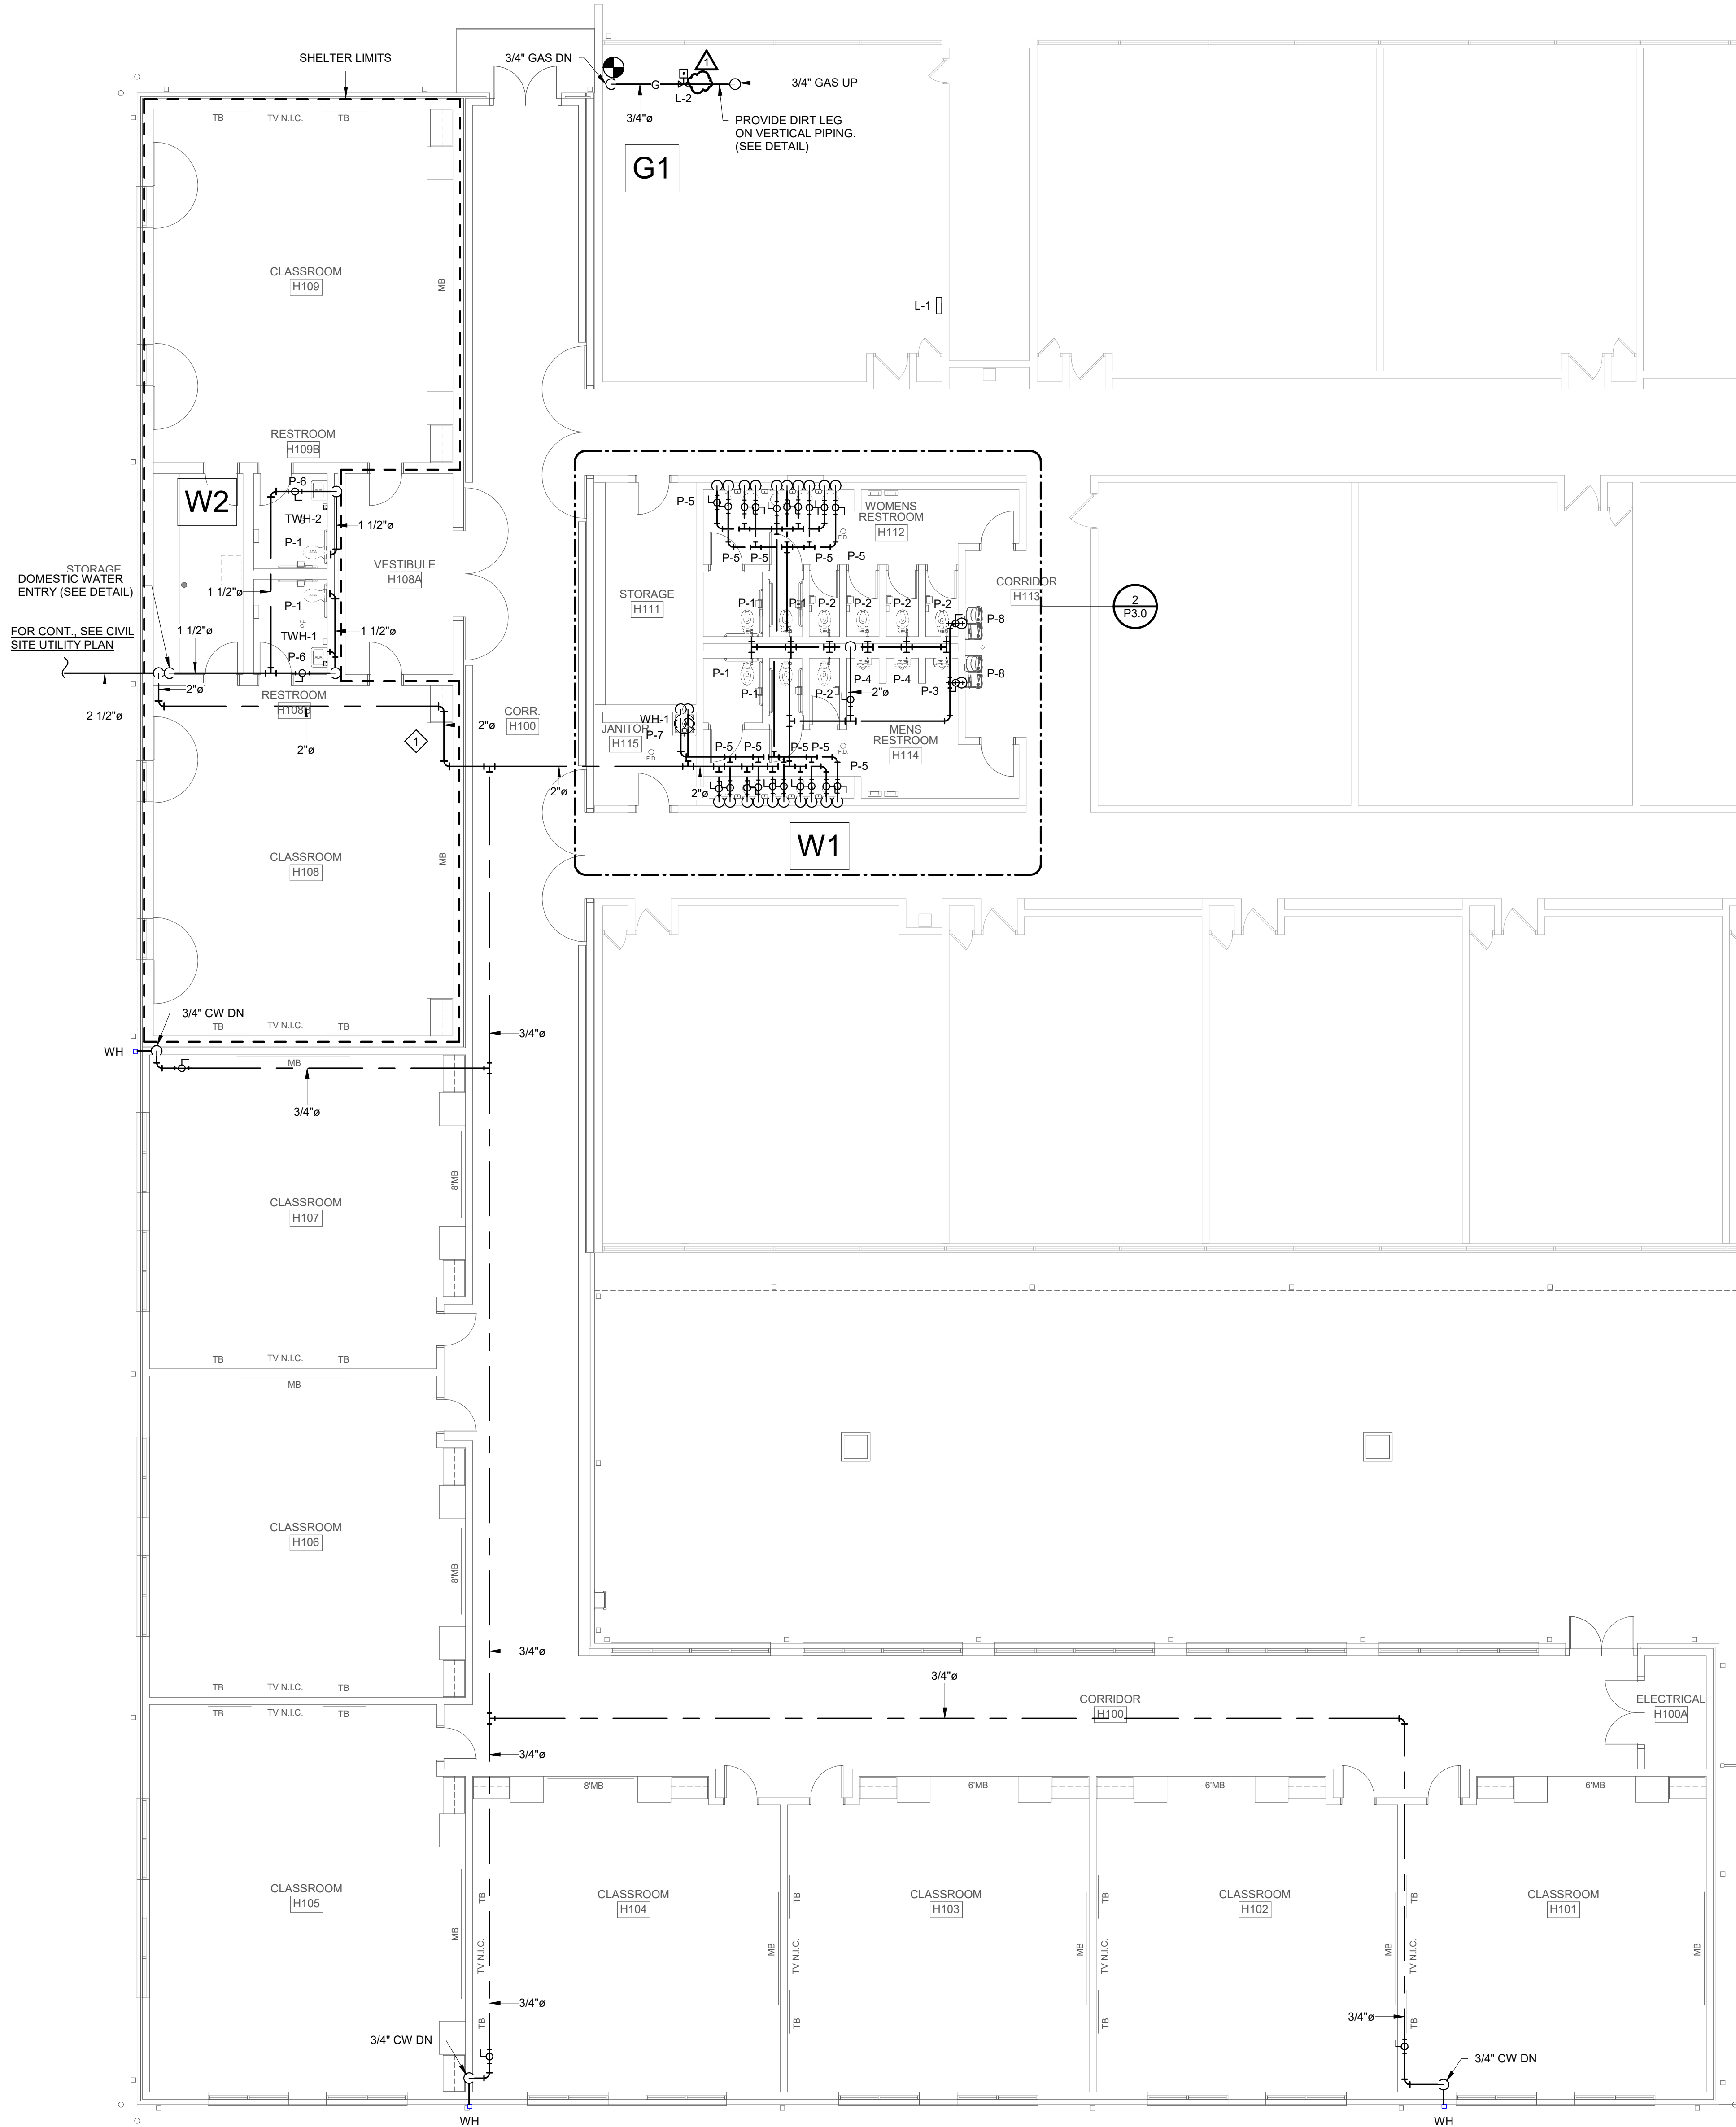 SHELTER LIMITS
3/4" GAS DN
1
G
L-2
3/4" GAS UP
3/4"ø
PROVIDE DIRT LEG
ON VERTICAL PIPING.
(SEE DETAIL)
G1
TB
TV N.I.C.
TB
CLASSROOM
H109
MB
L-1
RESTROOM
H109B
P-6
W2
TWH-2
1 1/2"ø
P-1
STORAGE
DOMESTIC WATER
ENTRY (SEE DETAIL)
ADA
ADA
VESTIBULE
H108A
1 1/2"ø
P-1
F.D.
FOR CONT., SEE CIVIL
SITE UTILITY PLAN
1 1/2"ø
TWH-1
1 1/2"ø
P-6
2"ø
RESTROOM
H108B
2 1/2"ø
2"ø
1
2"ø
CORR.
H100
2"ø
P-5
WOMENS
RESTROOM
H112
F.D.
P-5
P-5
P-5
P-5
STORAGE
H111
P-1
P-1
P-2
P-2
P-2
P-2
CORRIDOR
H113
2
P3.0
P-8
P-1
P-1
P-2
P-4
P-4
P-3
P-8
2"ø
WH-1
P-7
JANITOR
H115
F.D.
MENS
RESTROOM
H114
F.D.
P-5
P-5
P-5
P-5
P-5
2"ø
W1
CLASSROOM
H108
MB
3/4" CW DN
TB
TV N.I.C.
TB
3/4"ø
WH
MB
3/4"ø
CLASSROOM
H107
8'MB
TB
TV N.I.C.
TB
MB
CLASSROOM
H106
8'MB
3/4"ø
TB
TV N.I.C.
TB
TB
TV N.I.C.
TB
3/4"ø
CORRIDOR
H100
ELECTRICAL
H100A
3/4"ø
8'MB
6'MB
6'MB
6'MB
CLASSROOM
H105
MB
TB
TV N.I.C.
TB
CLASSROOM
H104
MB
TB
TV N.I.C.
TB
CLASSROOM
H103
MB
TB
TV N.I.C.
TB
CLASSROOM
H102
MB
TB
TV N.I.C.
TB
CLASSROOM
H101
MB
3/4"ø
3/4"ø
3/4" CW DN
3/4" CW DN
WH
WH